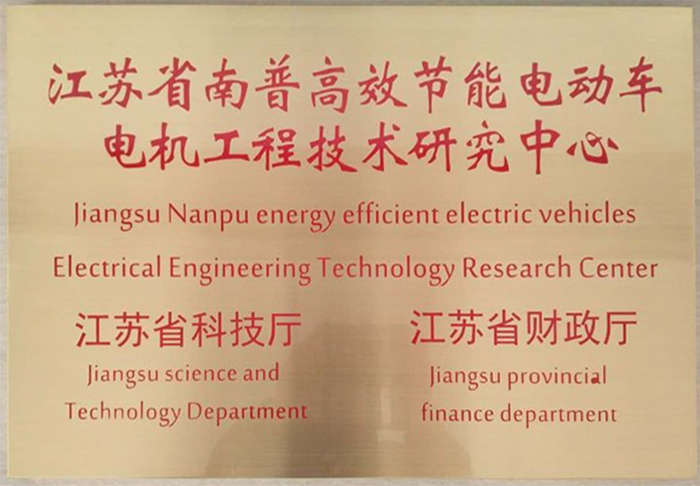 江苏省南普高效节能电动车
电机工程技术研究中心
Jiangsu Nanpu energy efficient electric vehicles
Electrical Engineering Technology Research Center
江苏省科技厅
Jiangsu science and
Technology Department
江苏省财政厅
Jiangsu provincial
finance department